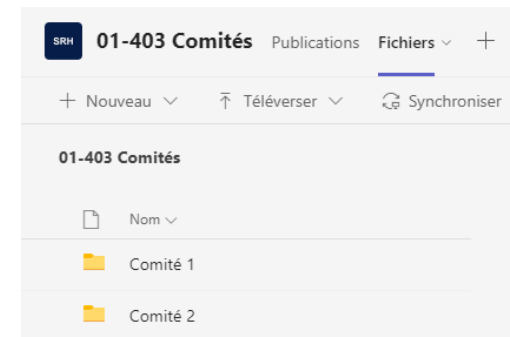 SRH 01-403 Comités Publications Fichiers
Nouveau Téléverser Synchroniser
01-403 Comités
Nom
Comité 1
Comité 2